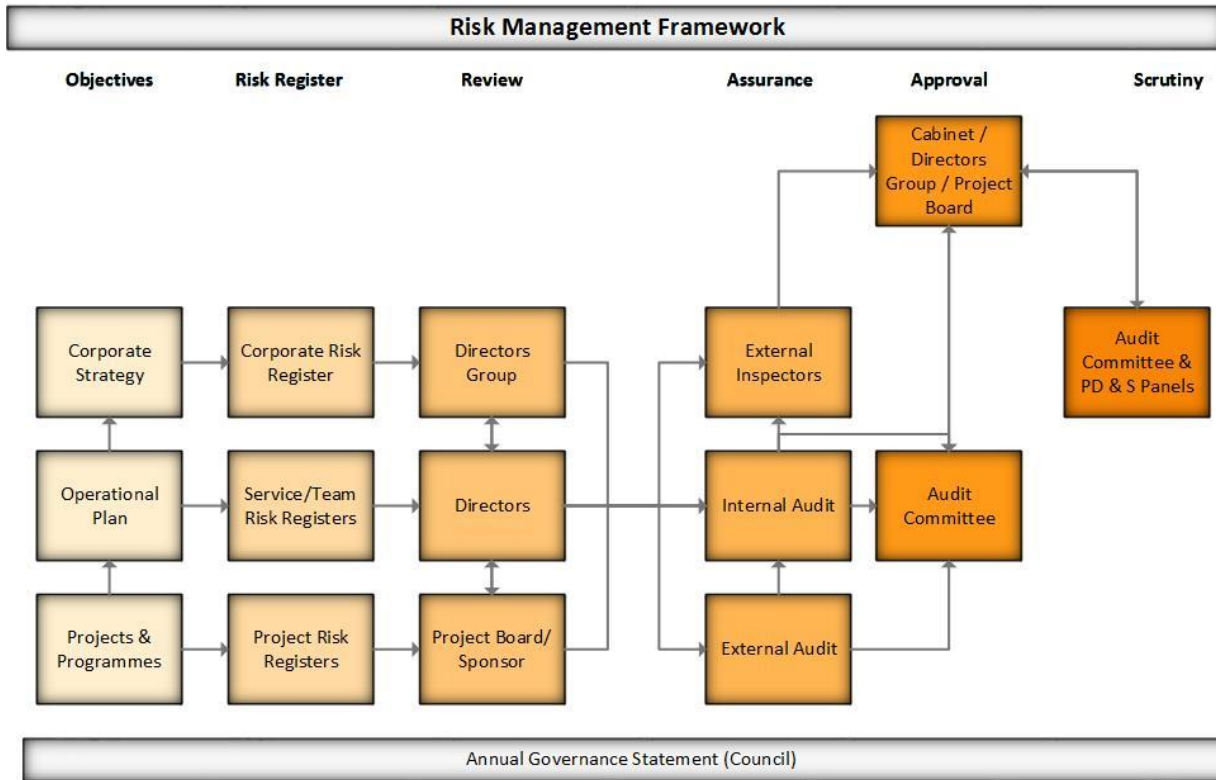 Risk Management Framework
Objectives
Risk Register
Review
Assurance
Approval
Scrutiny
Cabinet /
Directors
Group / Project
Board
Corporate
Strategy
Corporate Risk
Register
Directors
Group
External
Inspectors
Audit
Committee &
PD & S Panels
Operational
Plan
Service/Team
Risk Registers
Directors
Internal Audit
Audit
Committee
Projects &
Programmes
Project Risk
Registers
Project Board/
Sponsor
External Audit
Annual Governance Statement (Council)